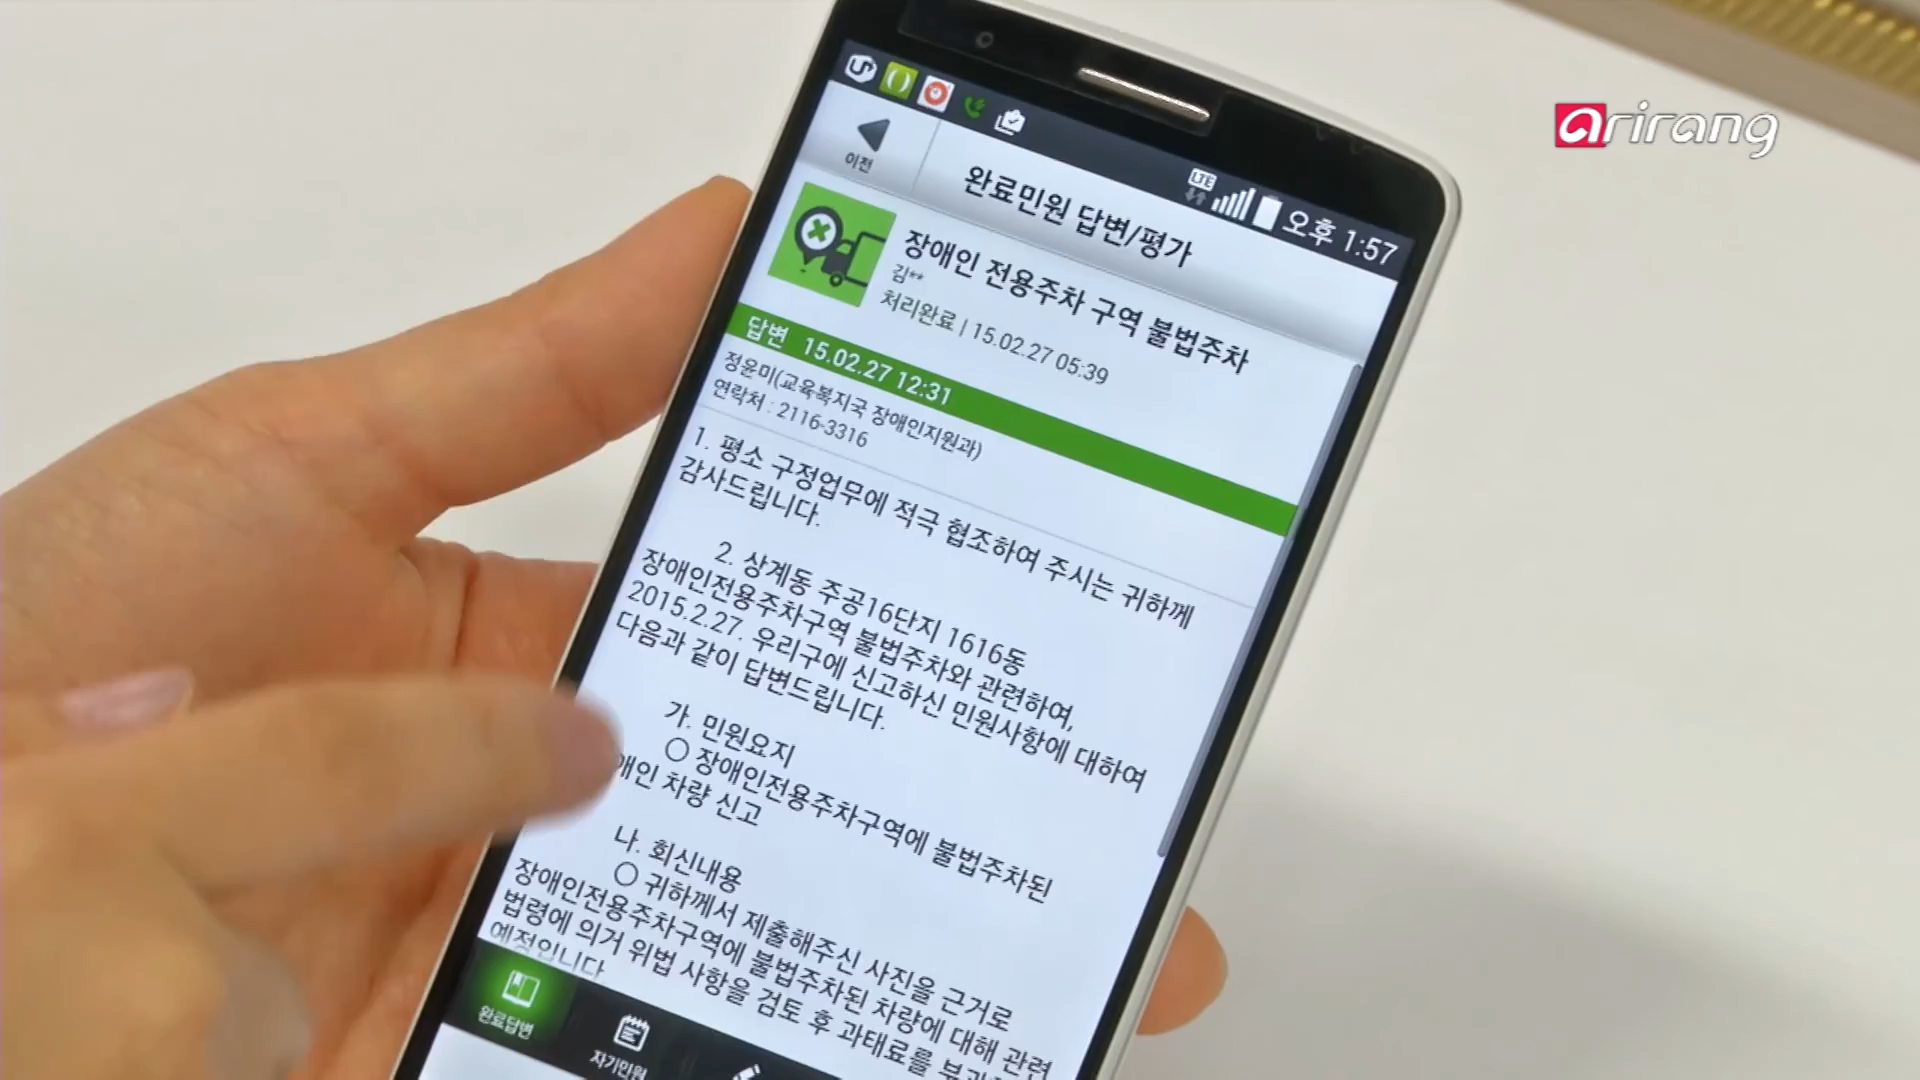 arirang
LTE
오후 1:57
이전
완료민원 답변/평가
장애인 전용주차 구역 불법주차
김**
처리완료 | 15.02.27 05:39
답변 15.02.27 12:31
정윤미(교육복지국 장애인지원과)
연락처 : 2116-3316
1. 평소 구정업무에 적극 협조하여 주시는 귀하께
감사드립니다.
2. 상계동 주공16단지 1616동
장애인전용주차구역 불법주차와 관련하여,
2015.2.27. 우리구에 신고하신 민원사항에 대하여
다음과 같이 답변드립니다.
가. 민원요지
○ 장애인전용주차구역에 불법주차된
애인 차량 신고
나. 회신내용
○ 귀하께서 제출해주신 사진을 근거로
장애인전용주차구역에 불법주차된 차량에 대해 관련
법령에 의거 위법 사항을 검토 후 과태료를
예정입니다
완료답변
자기민원